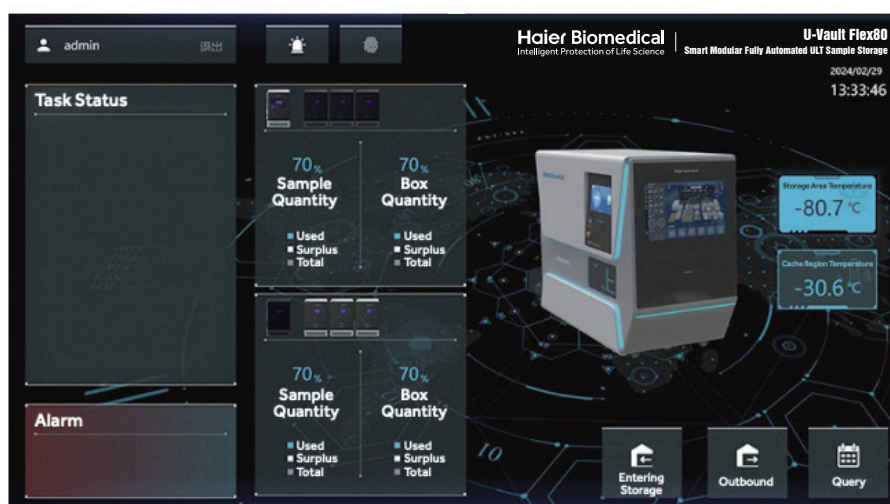 admin
退出
Haier Biomedical
Intelligent Protection of Life Science
U-Vault Flex80
Smart Modular Fully Automated ULT Sample Storage
2024/02/29
13:33:46
Task Status
70%
Sample
Quantity
Used
Surplus
Total
70%
Box
Quantity
Used
Surplus
Total
Storage Area Temperature
-80.7 ℃
Cache Region Temperature
-30.6 ℃
70%
Sample
Quantity
Used
Surplus
Total
70%
Box
Quantity
Used
Surplus
Total
Alarm
10
Entering
Storage
Outbound
Query